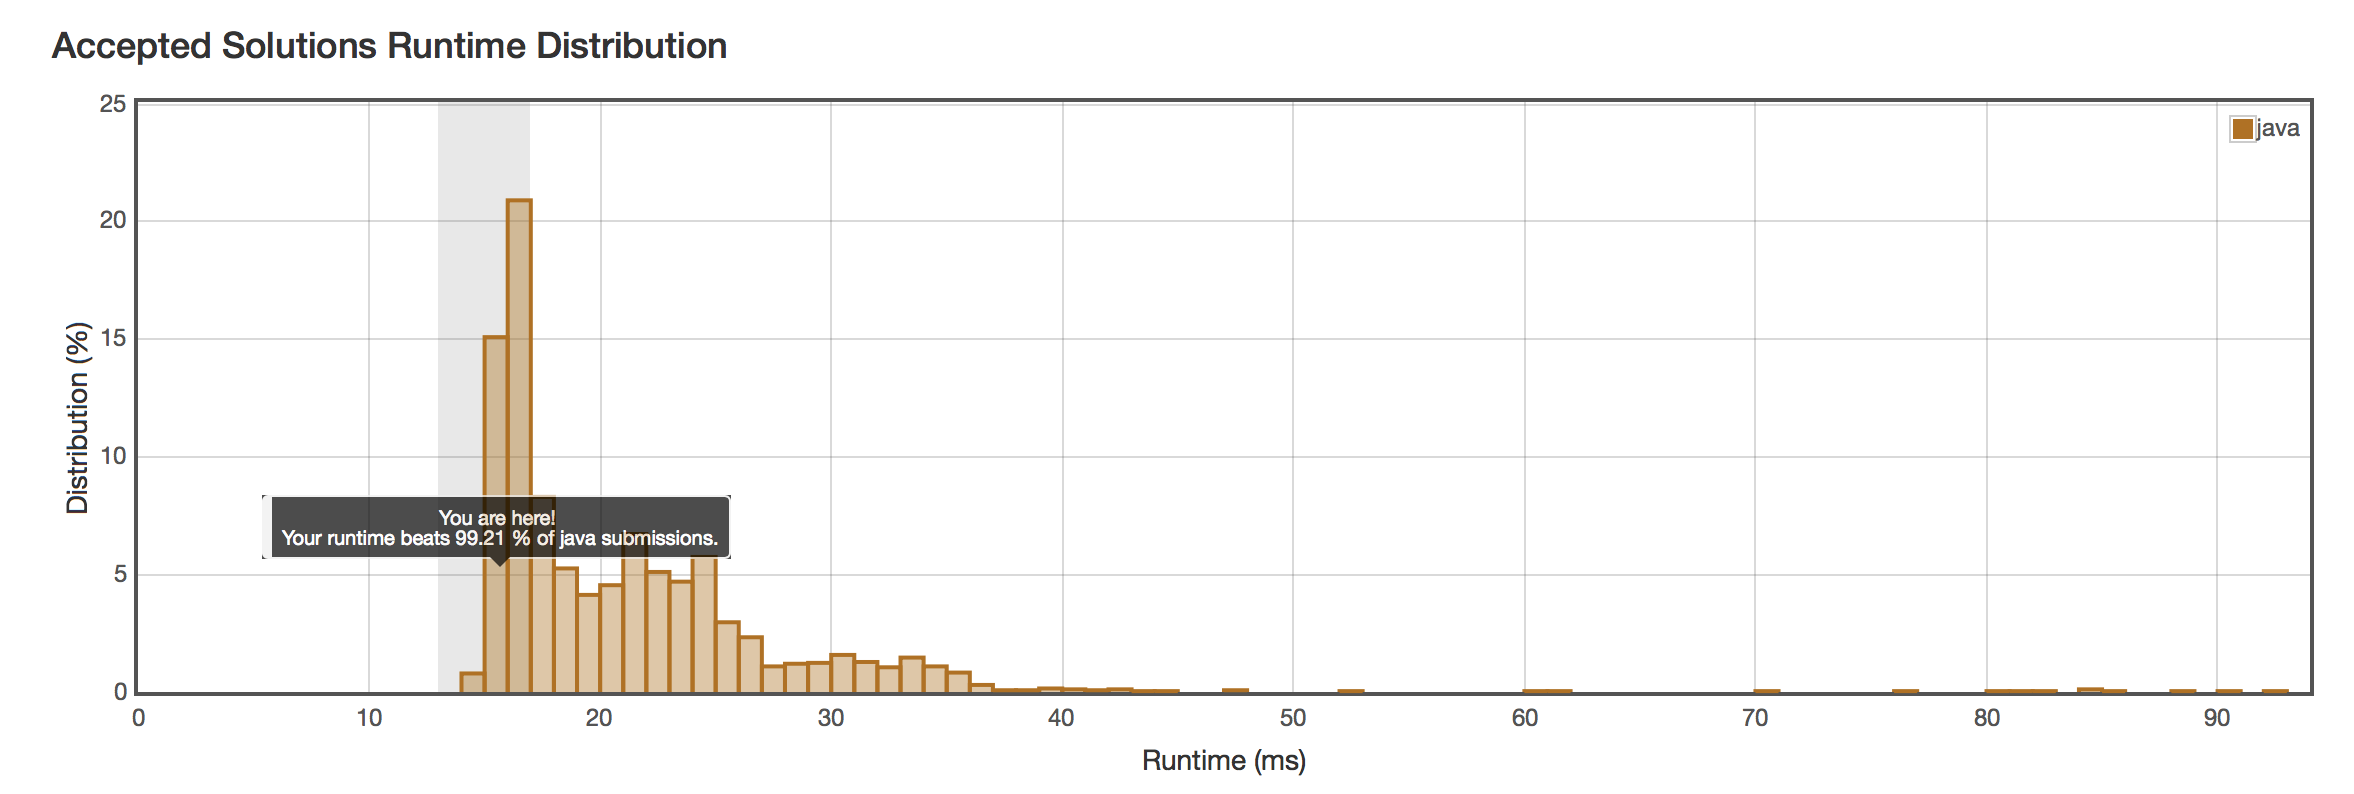 Accepted Solutions Runtime Distribution
25
java
20
15
Distribution (%)
10
You are here!
Your runtime beats 99.21 % of java submissions.
5
0
0 10 20 30 40 50 60 70 80 90
Runtime (ms)